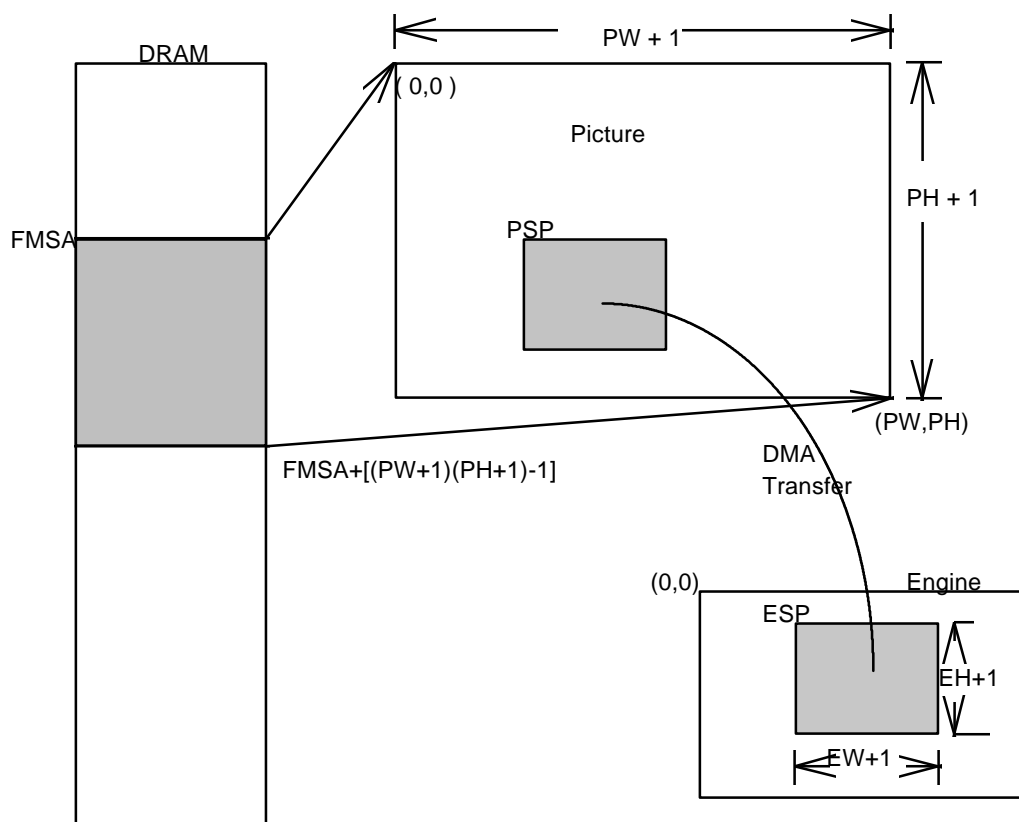 PW + 1
DRAM
( 0,0 )
Picture
PH + 1
FMSA
PSP
(PW,PH)
FMSA+[(PW+1)(PH+1)-1]
DMA
Transfer
(0,0)
Engine
ESP
EH+1
EW+1